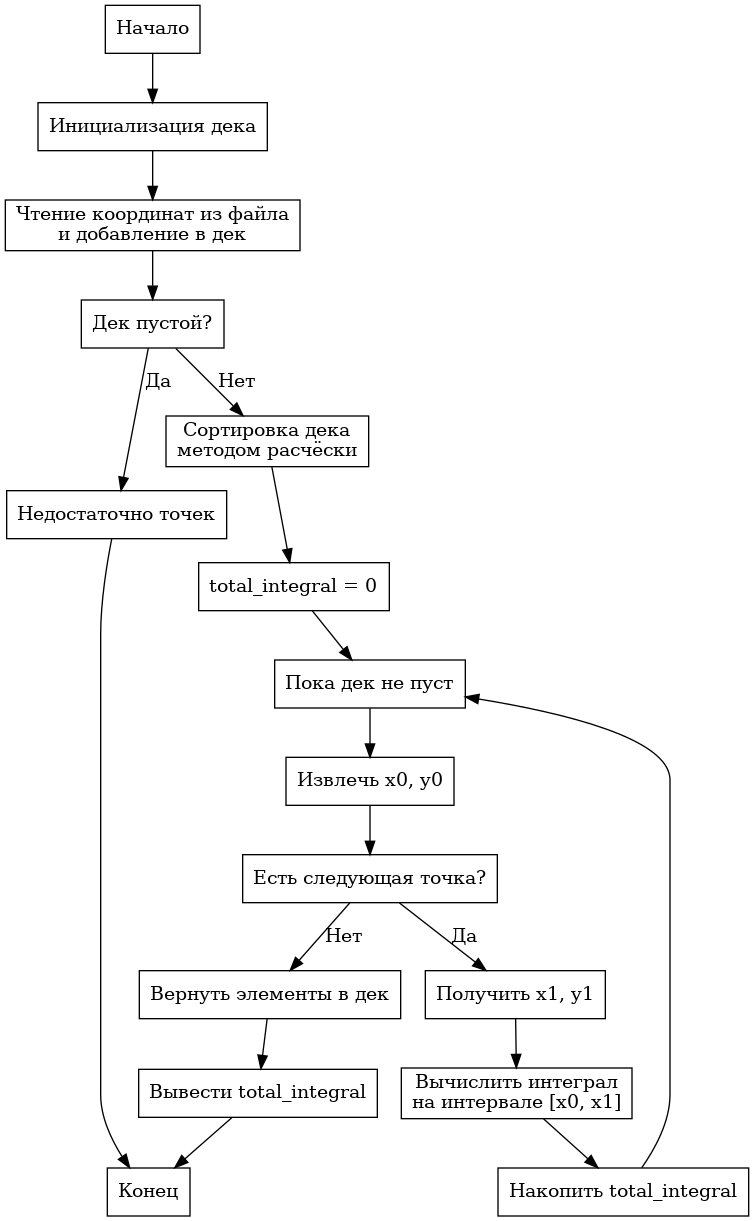 Начало
Инициализация дека
Чтение координат из файла
и добавление в дек
Дек пустой?
Да
Нет
Сортировка дека
методом расчёски
Недостаточно точек
total_integral = 0
Пока дек не пуст
Извлечь x0, y0
Есть следующая точка?
Нет
Да
Вернуть элементы в дек
Получить x1, y1
Вывести total_integral
Вычислить интеграл
на интервале [x0, x1]
Конец
Накопить total_integral